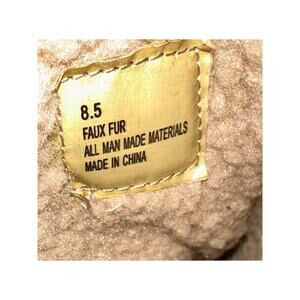 8.5
FAUX FUR
ALL MAN MADE MATERIALS
MADE IN CHINA